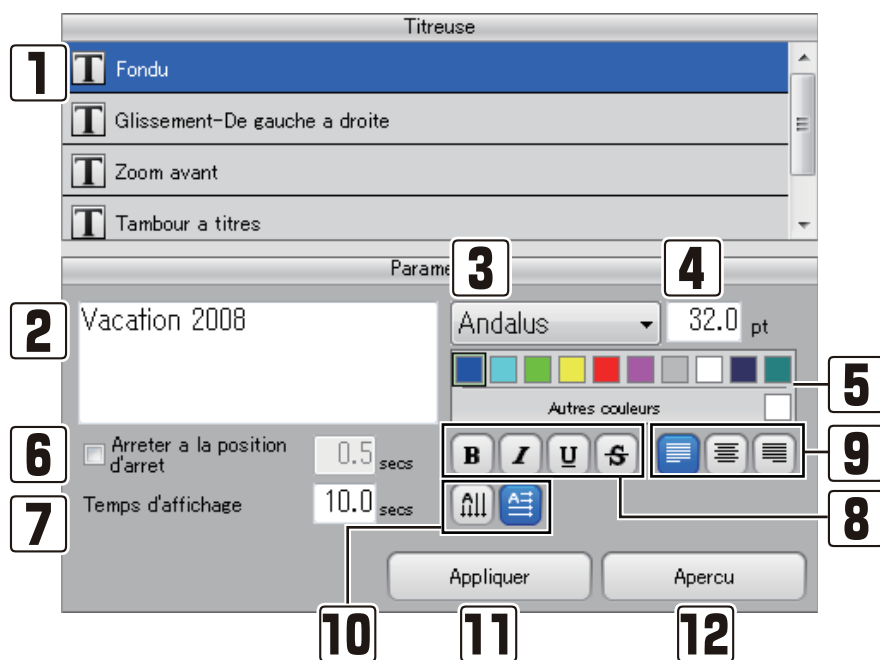 Titreuse
1
T Fondu
T Glissement-De gauche a droite
T Zoom avant
T Tambour a titres
Parame
3
4
2
Vacation 2008
Andalus
32.0 pt
5
Autres couleurs
6
Arreter a la position
d'arret
0.5 secs
B I U S
9
7
Temps d'affichage
10.0 secs
A A
8
Appliquer
Apercu
10
11
12